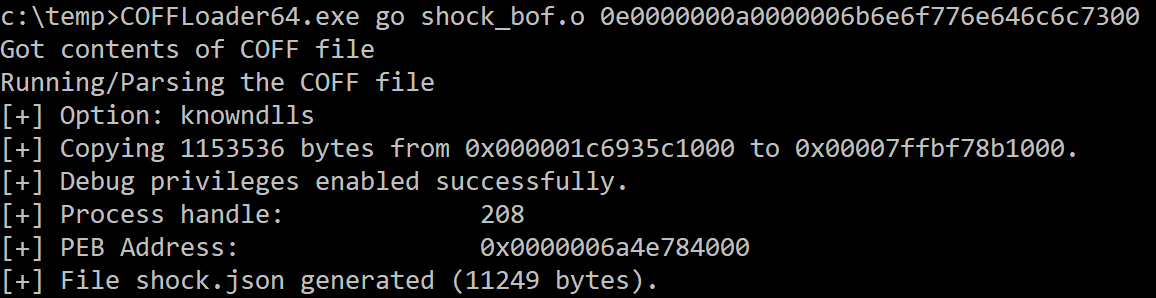 c:\temp>COFFLoader64.exe go shock_bof.o 0e0000000a0000006b6e6f776e646c6c7300
Got contents of COFF file
Running/Parsing the COFF file
[+] Option: knowndlls
[+] Copying 1153536 bytes from 0x000001c6935c1000 to 0x00007ffbf78b1000.
[+] Debug privileges enabled successfully.
[+] Process handle: 208
[+] PEB Address: 0x0000006a4e784000
[+] File shock.json generated (11249 bytes).